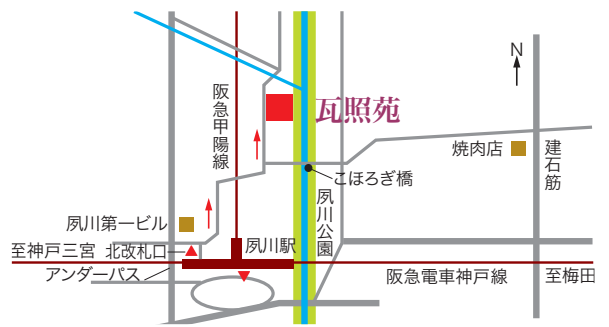 N
阪急甲陽線
瓦照苑
焼肉店
建石筋
こほろぎ橋
夙川公園
夙川第一ビル
夙川駅
至神戸三宮
北改札口
アンダーパス
阪急電車神戸線
至梅田